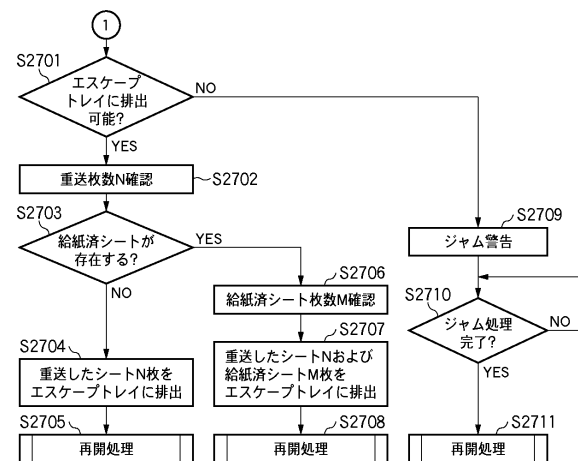 1
S2701
エスケープ
トレイに排出
可能?
NO
YES
重送枚数N確認
S2702
S2703
給紙済シートが
存在する?
YES
NO
S2706
給紙済シート枚数M確認
S2704
重送したシートN枚を
エスケープトレイに排出
S2707
重送したシートNおよび
給紙済シートM枚を
エスケープトレイに排出
S2705
再開処理
S2708
再開処理
S2709
ジャム警告
S2710
ジャム処理
完了?
NO
YES
S2711
再開処理